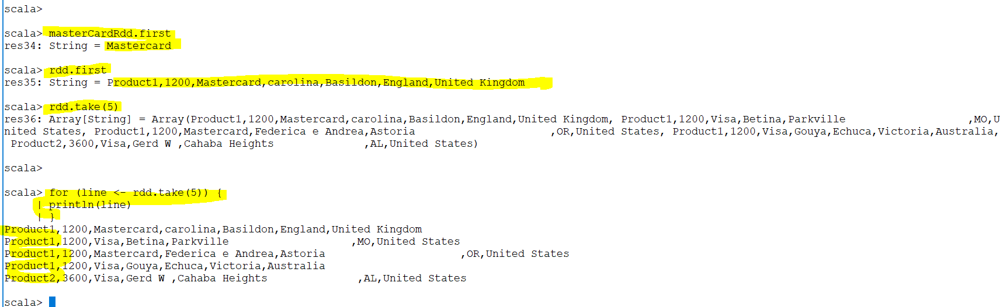 scala>
scala> masterCardRdd.first
res34: String = Mastercard
scala> rdd.first
res35: String = Product1,1200,Mastercard,carolina,Basildon,England,United Kingdom
scala> rdd.take(5)
res36: Array[String] = Array(Product1,1200,Mastercard,carolina,Basildon,England,United Kingdom, Product1,1200,Visa,Betina,Parkville                    ,MO,U
nited States, Product1,1200,Mastercard,Federica e Andrea,Astoria                      ,OR,United States, Product1,1200,Visa,Gouya,Echuca,Victoria,Australia,
 Product2,3600,Visa,Gerd W ,Cahaba Heights               ,AL,United States)
scala>
scala> for (line <- rdd.take(5)) {
     | println(line)
     | }
Product1,1200,Mastercard,carolina,Basildon,England,United Kingdom
Product1,1200,Visa,Betina,Parkville                    ,MO,United States
Product1,1200,Mastercard,Federica e Andrea,Astoria                      ,OR,United States
Product1,1200,Visa,Gouya,Echuca,Victoria,Australia
Product2,3600,Visa,Gerd W ,Cahaba Heights               ,AL,United States
scala>